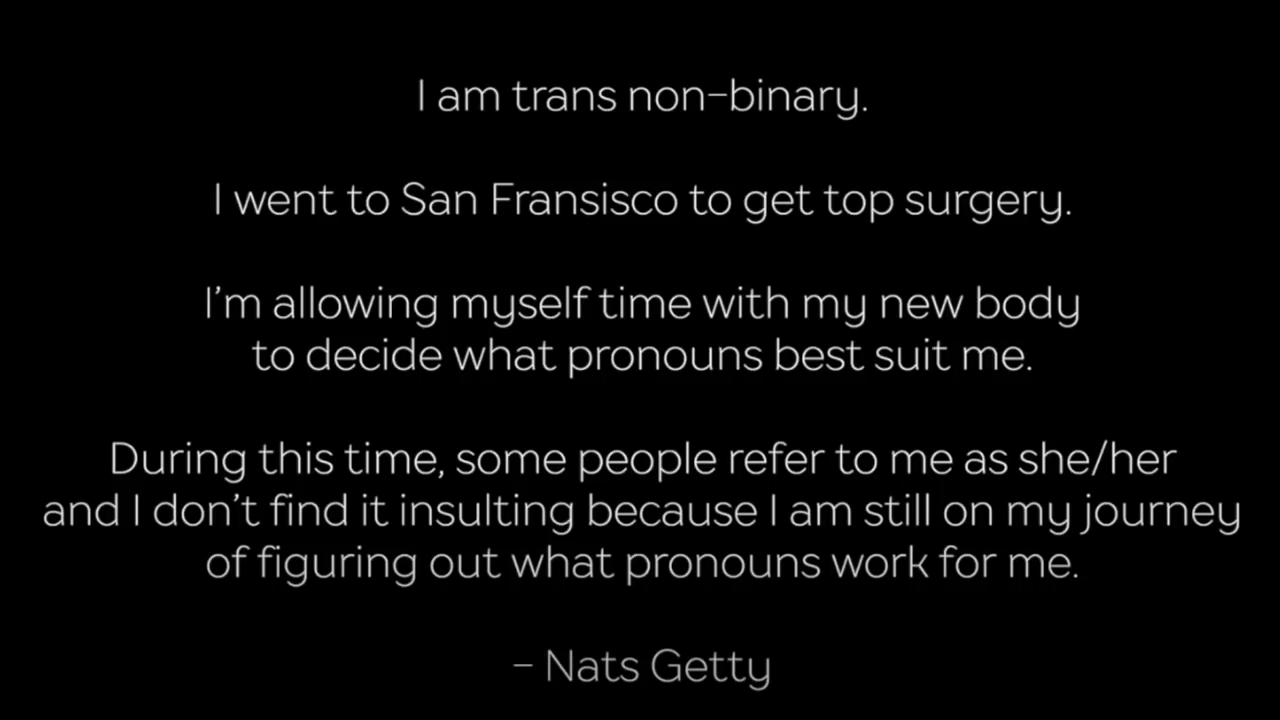 I am trans non-binary.
I went to San Fransisco to get top surgery.
I'm allowing myself time with my new body
to decide what pronouns best suit me.
During this time, some people refer to me as she/her
and I don't find it insulting because I am still on my journey
of figuring out what pronouns work for me.
- Nats Getty